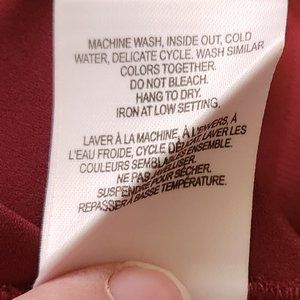 MACHINE WASH, INSIDE OUT, COLD
WATER, DELICATE CYCLE. WASH SIMILAR
COLORS TOGETHER.
DO NOT BLEACH.
HANG TO DRY.
IRON AT LOW SETTING.
LAVER À LA MACHINE, À L'ENVERS, À
L'EAU FROIDE, CYCLE DÉLICAT LAVER LES
COULEURS SEMBLABLES ENSEMBLE.
NE PAS
SUSPENDRE POUR SÉCHER.
REPASSER À BASSE TEMPÉRATURE.